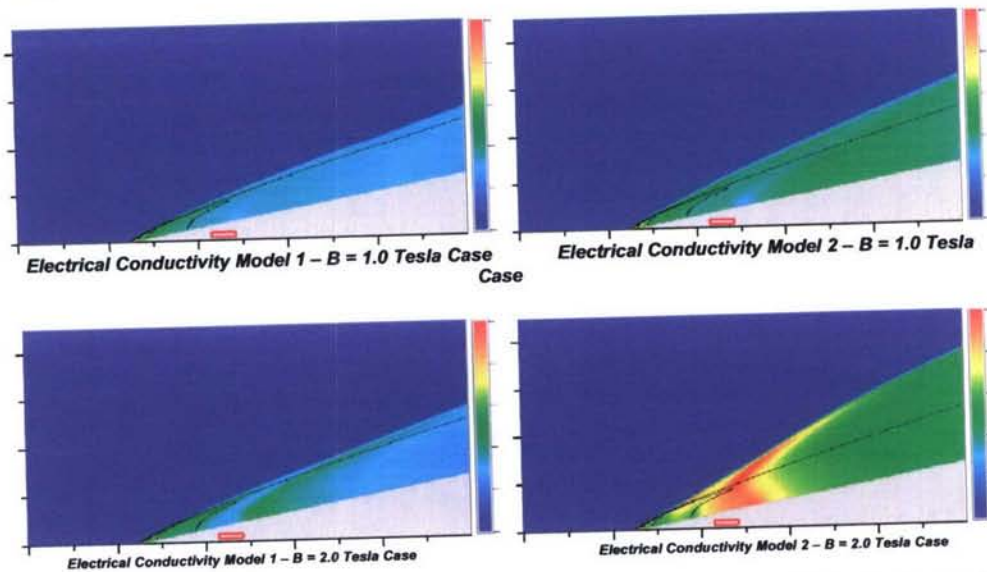 Electrical Conductivity Model 1 – B = 1.0 Tesla Case
Electrical Conductivity Model 2 – B = 1.0 Tesla
Case
Electrical Conductivity Model 1 – B = 2.0 Tesla Case
Electrical Conductivity Model 2 – B = 2.0 Tesla Case